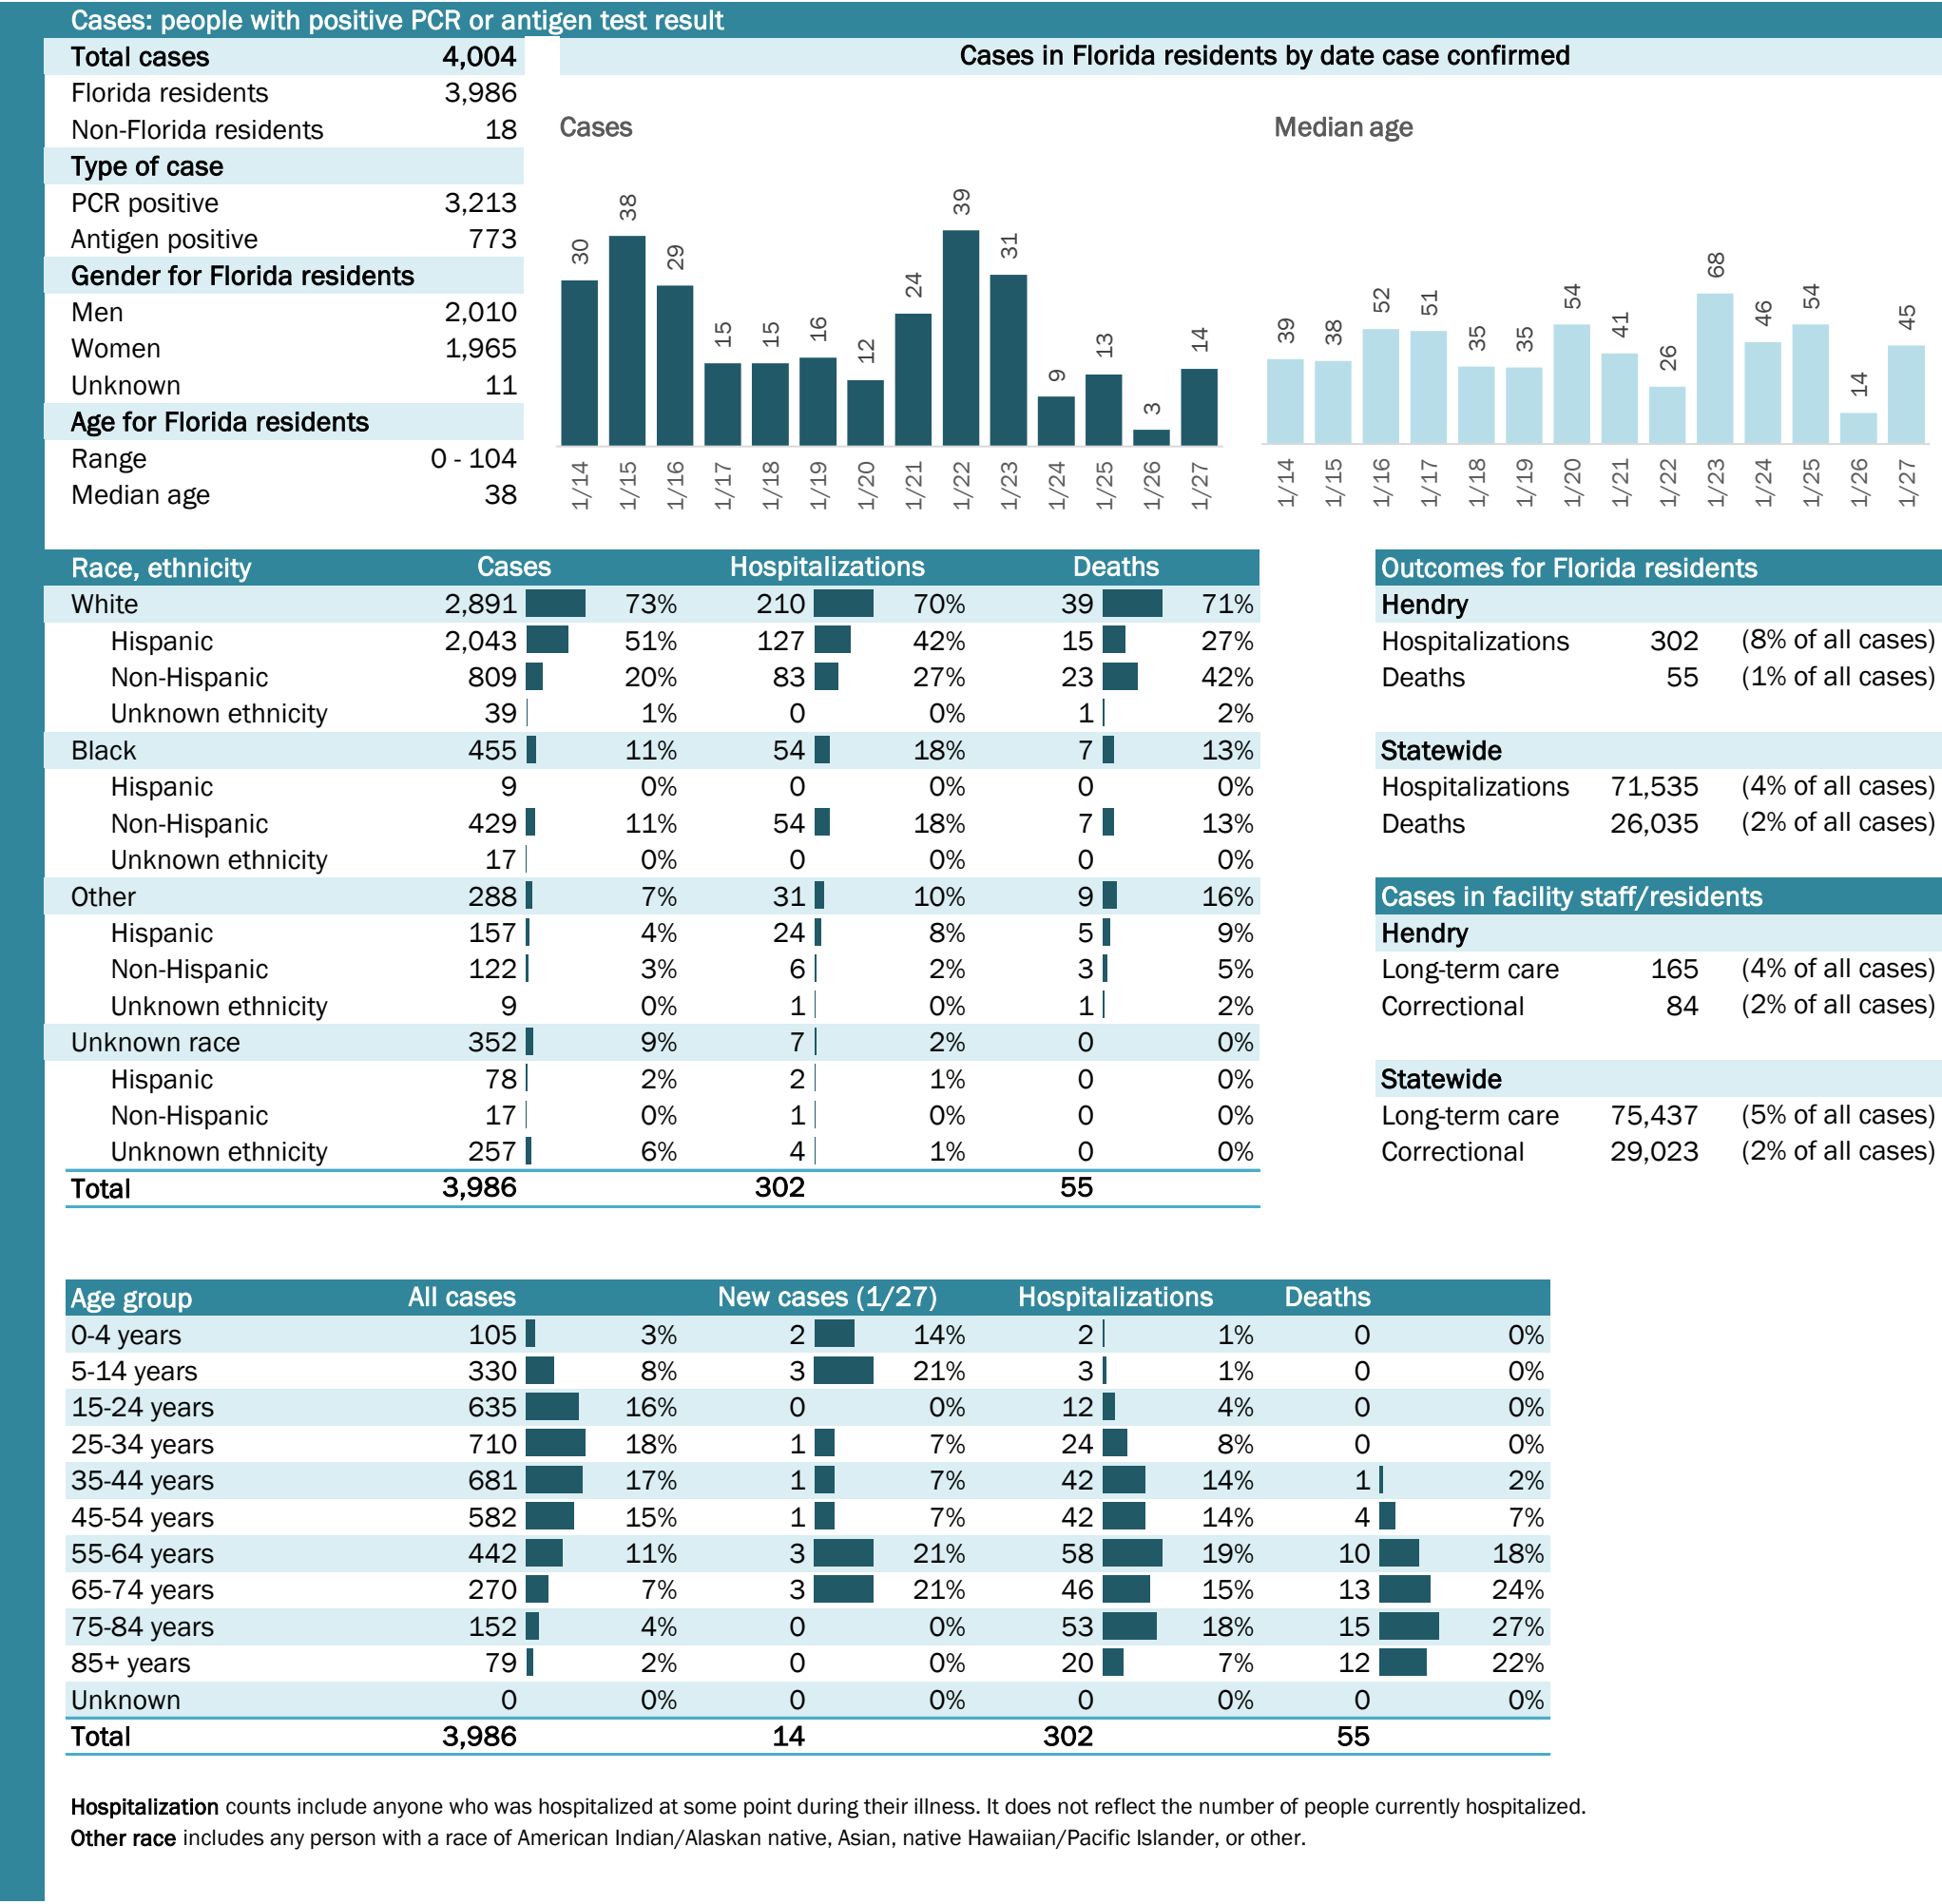 Cases: people with positive PCR or antigen test result
Total cases 4,004
Florida residents 3,986
Non-Florida residents 18
Type of case
PCR positive 3,213
Antigen positive 773
Gender for Florida residents
Men 2,010
Women 1,965
Unknown 11
Age for Florida residents
Range 0 - 104
Median age 38
Cases in Florida residents by date case confirmed
Cases
30 38 29 15 15 16 12 24 39 31 9 13 3 14
1/14 1/15 1/16 1/17 1/18 1/19 1/20 1/21 1/22 1/23 1/24 1/25 1/26 1/27
Median age
39 38 52 51 35 35 54 41 26 68 46 54 14 45
1/14 1/15 1/16 1/17 1/18 1/19 1/20 1/21 1/22 1/23 1/24 1/25 1/26 1/27
Race, ethnicity Cases Hospitalizations Deaths
White 2,891 73% 210 70% 39 71%
Hispanic 2,043 51% 127 42% 15 27%
Non-Hispanic 809 20% 83 27% 23 42%
Unknown ethnicity 39 1% 0 0% 1 2%
Black 455 11% 54 18% 7 13%
Hispanic 9 0% 0 0% 0 0%
Non-Hispanic 429 11% 54 18% 7 13%
Unknown ethnicity 17 0% 0 0% 0 0%
Other 288 7% 31 10% 9 16%
Hispanic 157 4% 24 8% 5 9%
Non-Hispanic 122 3% 6 2% 3 5%
Unknown ethnicity 9 0% 1 0% 1 2%
Unknown race 352 9% 7 2% 0 0%
Hispanic 78 2% 2 1% 0 0%
Non-Hispanic 17 0% 1 0% 0 0%
Unknown ethnicity 257 6% 4 1% 0 0%
Total 3,986 302 55
Outcomes for Florida residents
Hendry
Hospitalizations 302 (8% of all cases)
Deaths 55 (1% of all cases)
Statewide
Hospitalizations 71,535 (4% of all cases)
Deaths 26,035 (2% of all cases)
Cases in facility staff/residents
Hendry
Long-term care 165 (4% of all cases)
Correctional 84 (2% of all cases)
Statewide
Long-term care 75,437 (5% of all cases)
Correctional 29,023 (2% of all cases)
Age group All cases New cases (1/27) Hospitalizations Deaths
0-4 years 105 3% 2 14% 2 1% 0 0%
5-14 years 330 8% 3 21% 3 1% 0 0%
15-24 years 635 16% 0 0% 12 4% 0 0%
25-34 years 710 18% 1 7% 24 8% 0 0%
35-44 years 681 17% 1 7% 42 14% 1 2%
45-54 years 582 15% 1 7% 42 14% 4 7%
55-64 years 442 11% 3 21% 58 19% 10 18%
65-74 years 270 7% 3 21% 46 15% 13 24%
75-84 years 152 4% 0 0% 53 18% 15 27%
85+ years 79 2% 0 0% 20 7% 12 22%
Unknown 0 0% 0 0% 0 0% 0 0%
Total 3,986 14 302 55
Hospitalization counts include anyone who was hospitalized at some point during their illness. It does not reflect the number of people currently hospitalized.
Other race includes any person with a race of American Indian/Alaskan native, Asian, native Hawaiian/Pacific Islander, or other.